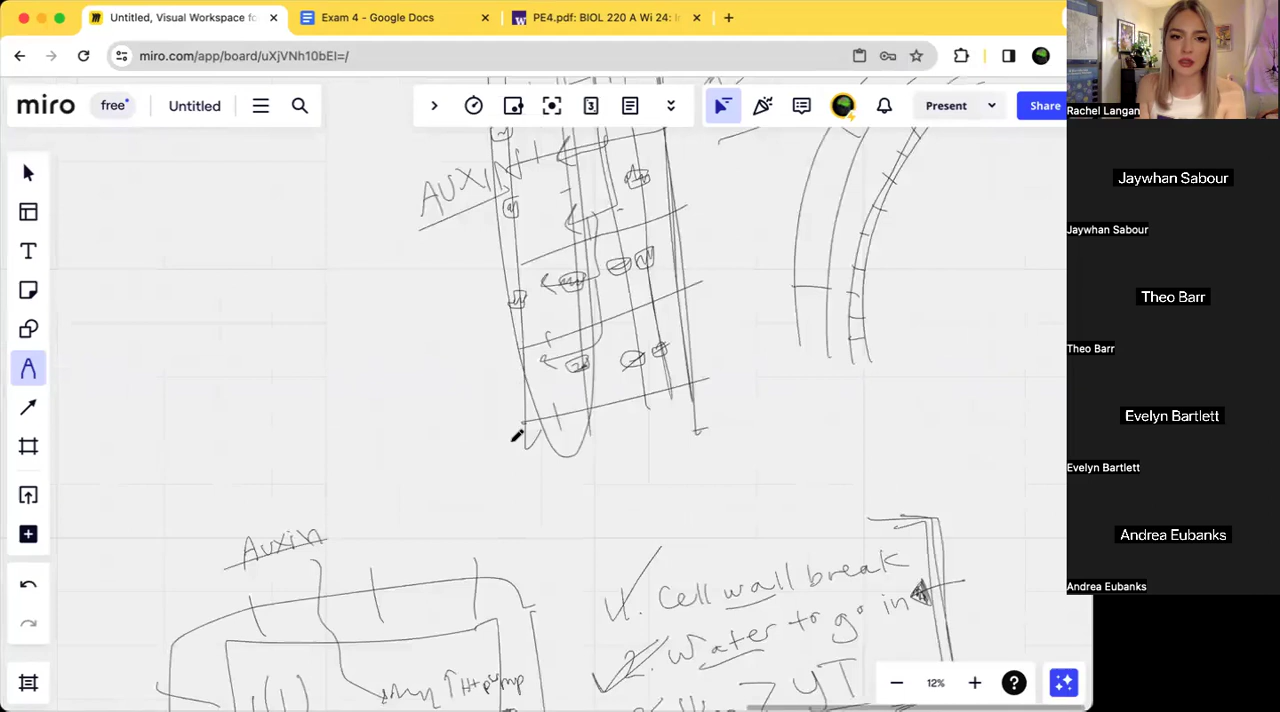 Untitled, Visual Workspace fo
Exam 4 - Google Docs
PE4.pdf: BIOL 220 A Wi 24: I
miro.com/app/board/uXjVNh10bEI=/
miro
free
Untitled
3
Present
Share
Rachel Langan
Jaywhan Sabour
Jaywhan Sabour
Theo Barr
Theo Barr
Evelyn Bartlett
Evelyn Bartlett
Andrea Eubanks
Andrea Eubanks
AUXIN
Auxin
↑H+ pump
1. Cell wall break
2. Water to go in
12%
?